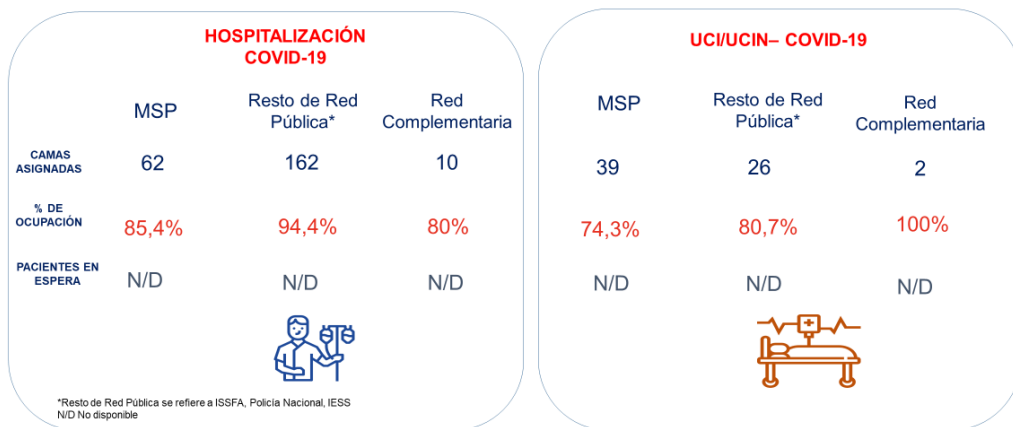 HOSPITALIZACIÓN
COVID-19
MSP
Resto de Red
Pública*
Red
Complementaria
CAMAS
ASIGNADAS
62
162
10
% DE
OCUPACIÓN
85,4%
94,4%
80%
PACIENTES EN
ESPERA
N/D
N/D
N/D
*Resto de Red Pública se refiere a ISSFA, Policía Nacional, IESS
N/D No disponible
UCI/UCIN– COVID-19
MSP
Resto de Red
Pública*
Red
Complementaria
39
26
2
74,3%
80,7%
100%
N/D
N/D
N/D